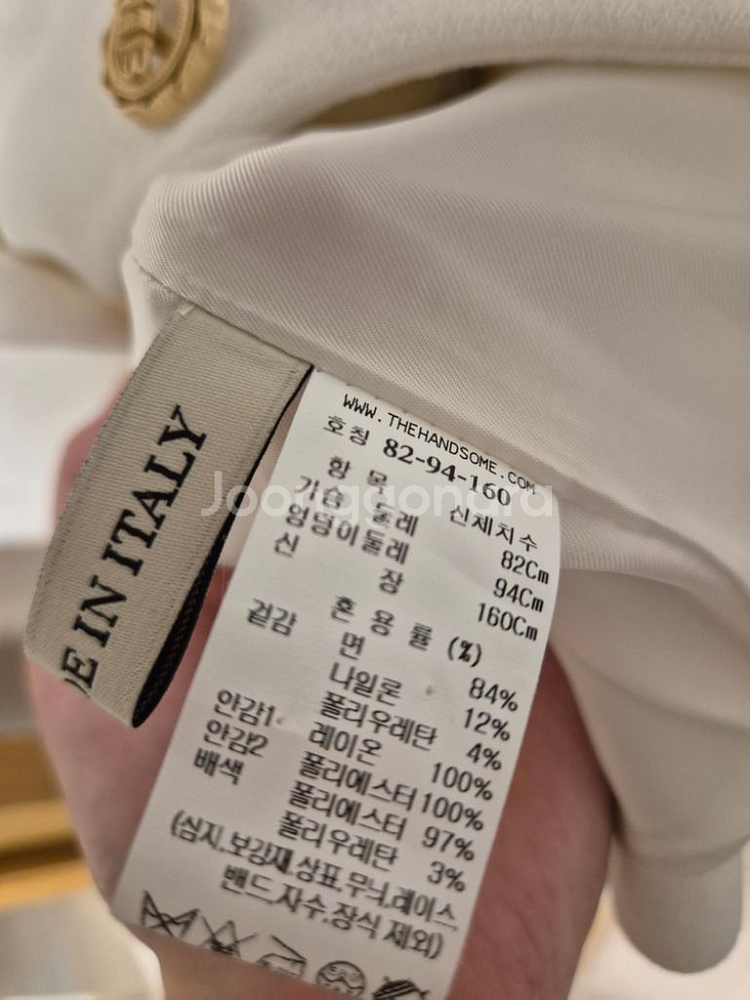 DE IN ITALY
WWW.THEHANDSOME.COM
호칭 82-94-160
항 목 신체치수
가슴 둘레 82Cm
엉덩이 둘레 94Cm
신 장 160Cm
혼 용 률 (%)
겉감 면 84%
나일론 12%
폴리우레탄 4%
안감1 레이온 100%
안감2 폴리에스터 100%
배색 폴리에스터 97%
폴리우레탄 3%
(심지,보강재,상표,무늬,레이스,
밴드,자수,장식 제외)
Joonggonara